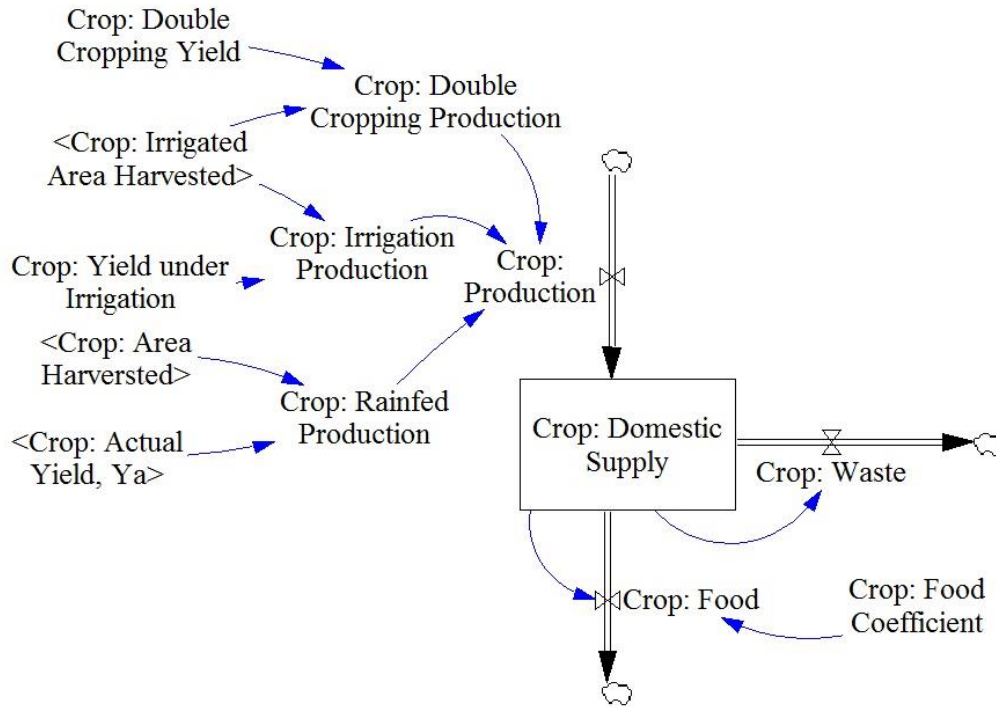 Crop: Double
Cropping Yield
Crop: Double
Cropping Production
<Crop: Irrigated
Area Harvested>
Crop: Irrigation
Production
Crop:
Production
Crop: Yield under
Irrigation
<Crop: Area
Harversted>
Crop: Rainfed
Production
<Crop: Actual
Yield, Ya>
Crop: Domestic
Supply
Crop: Waste
Crop: Food
Crop: Food
Coefficient